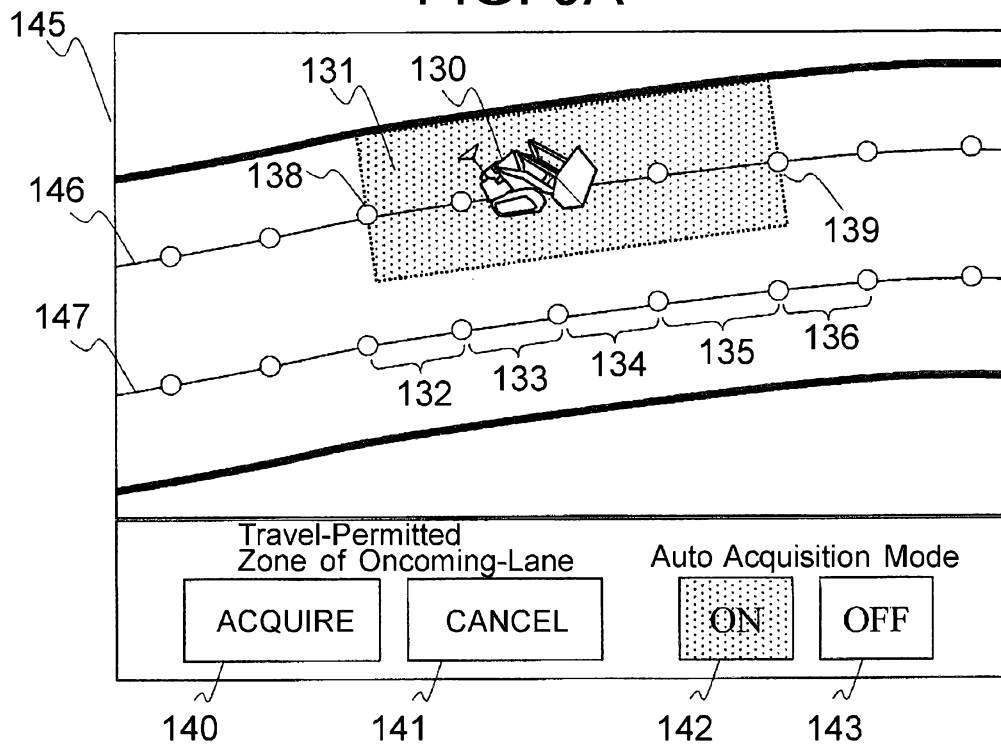 145
131
130
138
146
139
147
132
133
134
135
136
Travel-Permitted
Zone of Oncoming-Lane
Auto Acquisition Mode
ACQUIRE
CANCEL
ON
OFF
140
141
142
143